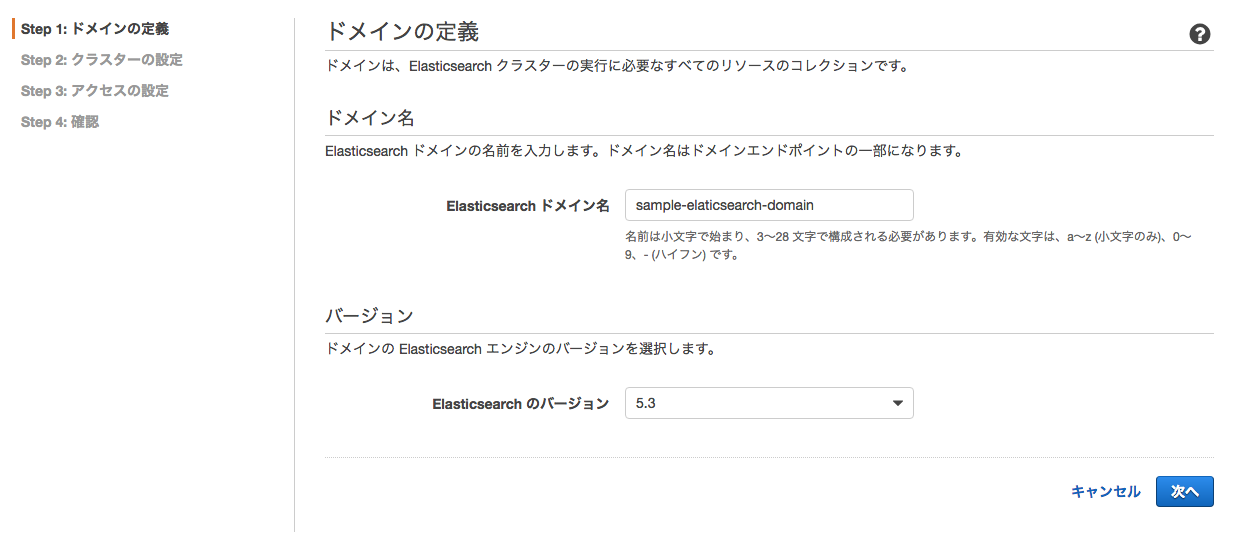 Step 1: ドメインの定義
Step 2: クラスターの設定
Step 3: アクセスの設定
Step 4: 確認
ドメインの定義
?
ドメインは、Elasticsearch クラスターの実行に必要なすべてのリソースのコレクションです。
ドメイン名
Elasticsearch ドメインの名前を入力します。ドメイン名はドメインエンドポイントの一部になります。
Elasticsearch ドメイン名
sample-elaticsearch-domain
名前は小文字で始まり、3〜28 文字で構成される必要があります。有効な文字は、a〜z (小文字のみ)、0〜
9、- (ハイフン) です。
バージョン
ドメインの Elasticsearch エンジンのバージョンを選択します。
Elasticsearch のバージョン
5.3
キャンセル
次へ